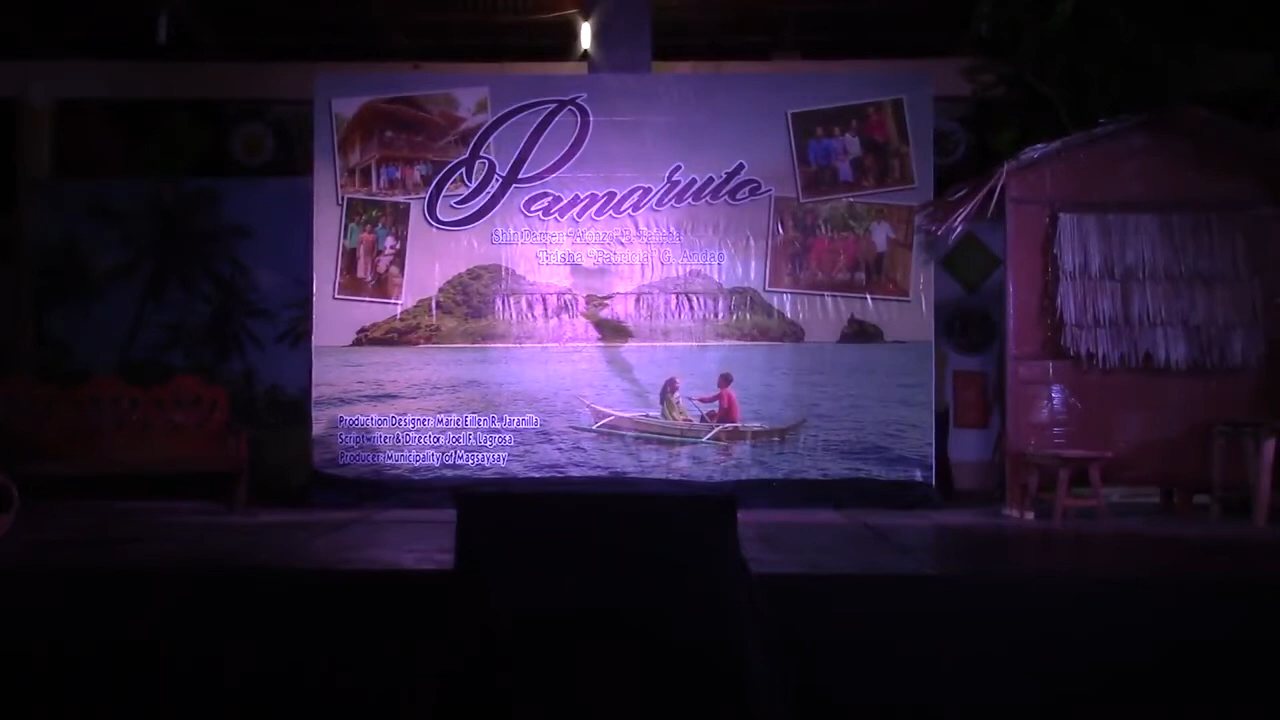 Pamaruto
Shin Darren "Alonzo" B.
Trisha "Patricia" G. Andao
Production Designer: Marie Eillen R. Jaranilla
Scriptwriter & Director: Joel F. Lagrosa
Producer: Municipality of Magsaysay